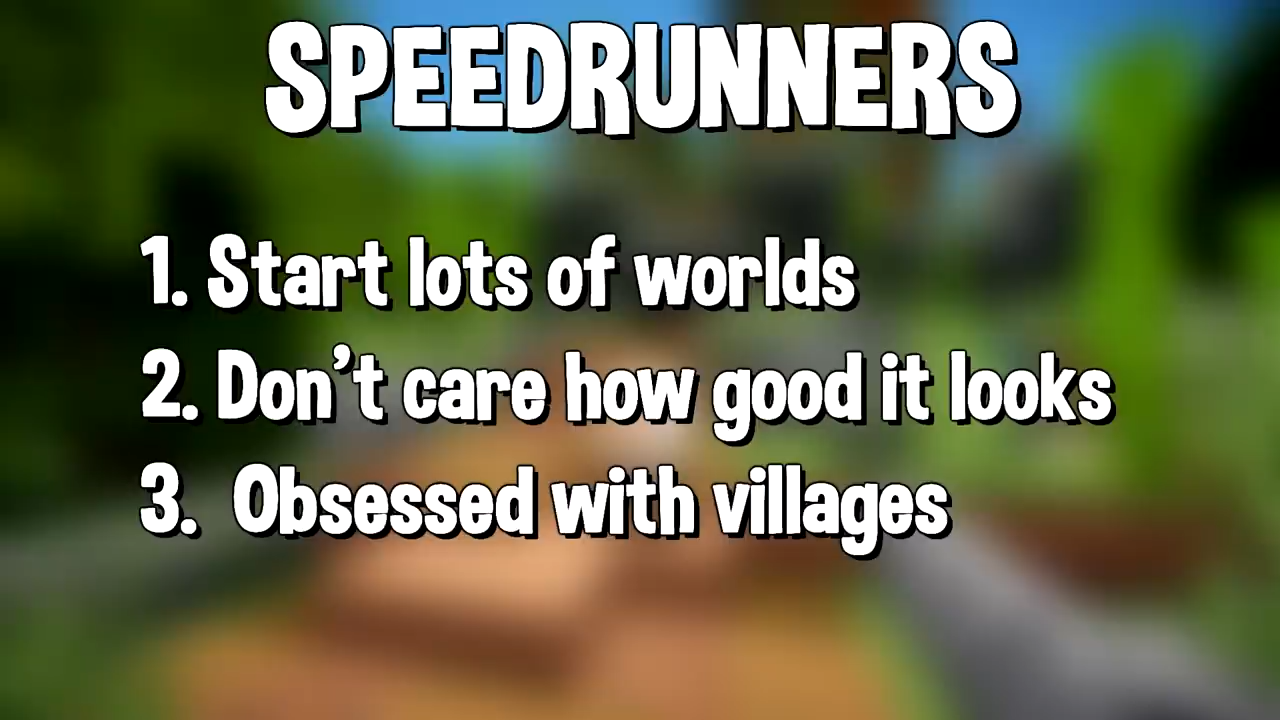 SPEEDRUNNERS
1. Start lots of worlds
2. Don't care how good it looks
3. Obsessed with villages